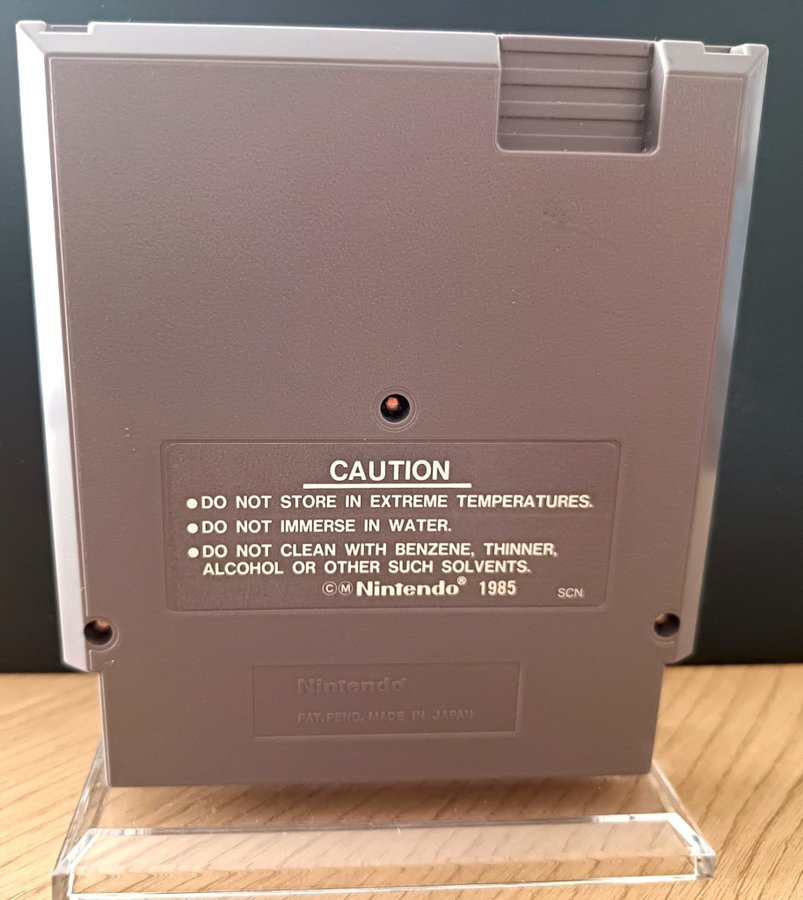 CAUTION
●DO NOT STORE IN EXTREME TEMPERATURES.
●DO NOT IMMERSE IN WATER.
●DO NOT CLEAN WITH BENZENE, THINNER,
ALCOHOL OR OTHER SUCH SOLVENTS.
©Ⓜ Nintendo® 1985 SCN
Nintendo®
PAT. PEND. MADE IN JAPAN